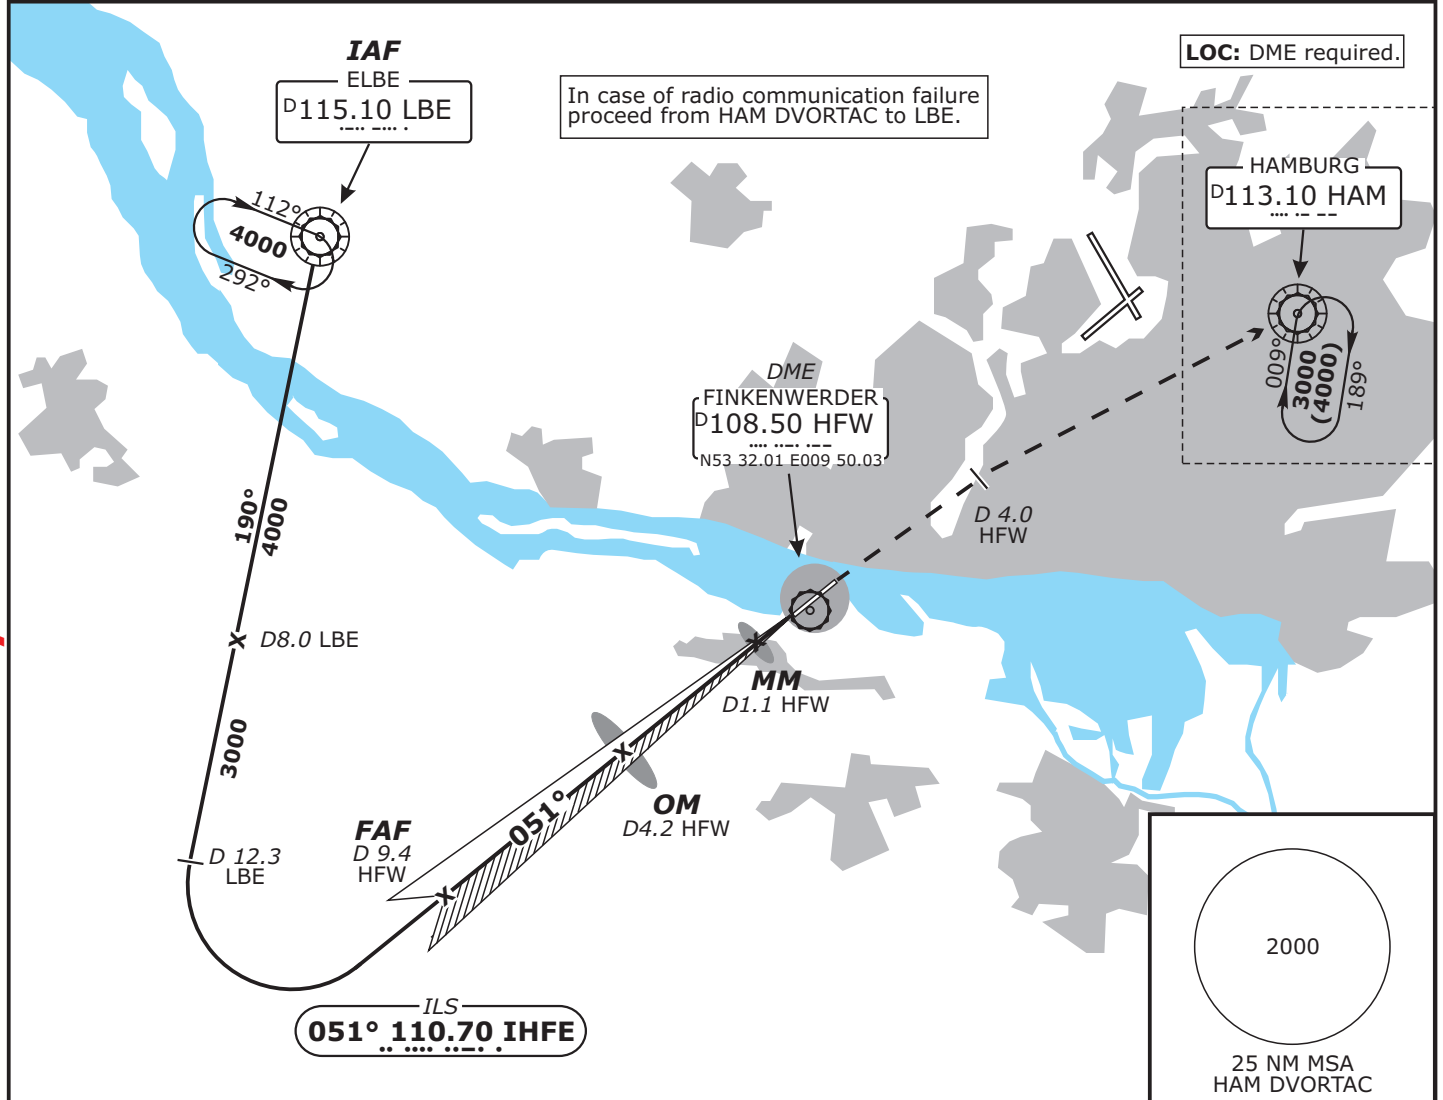 IAF
ELBE
D115.10 LBE
In case of radio communication failure
proceed from HAM DVORTAC to LBE.
LOC: DME required.
HAMBURG
D113.10 HAM
112°
4000
292°
009°
3000
(4000)
189°
DME
FINKENWERDER
D108.50 HFW
N53 32.01 E009 50.03
D 4.0
HFW
190°
4000
D8.0 LBE
3000
D 12.3
LBE
MM
D1.1 HFW
OM
D4.2 HFW
051°
FAF
D 9.4
HFW
ILS
051° 110.70 IHFE
2000
25 NM MSA
HAM DVORTAC